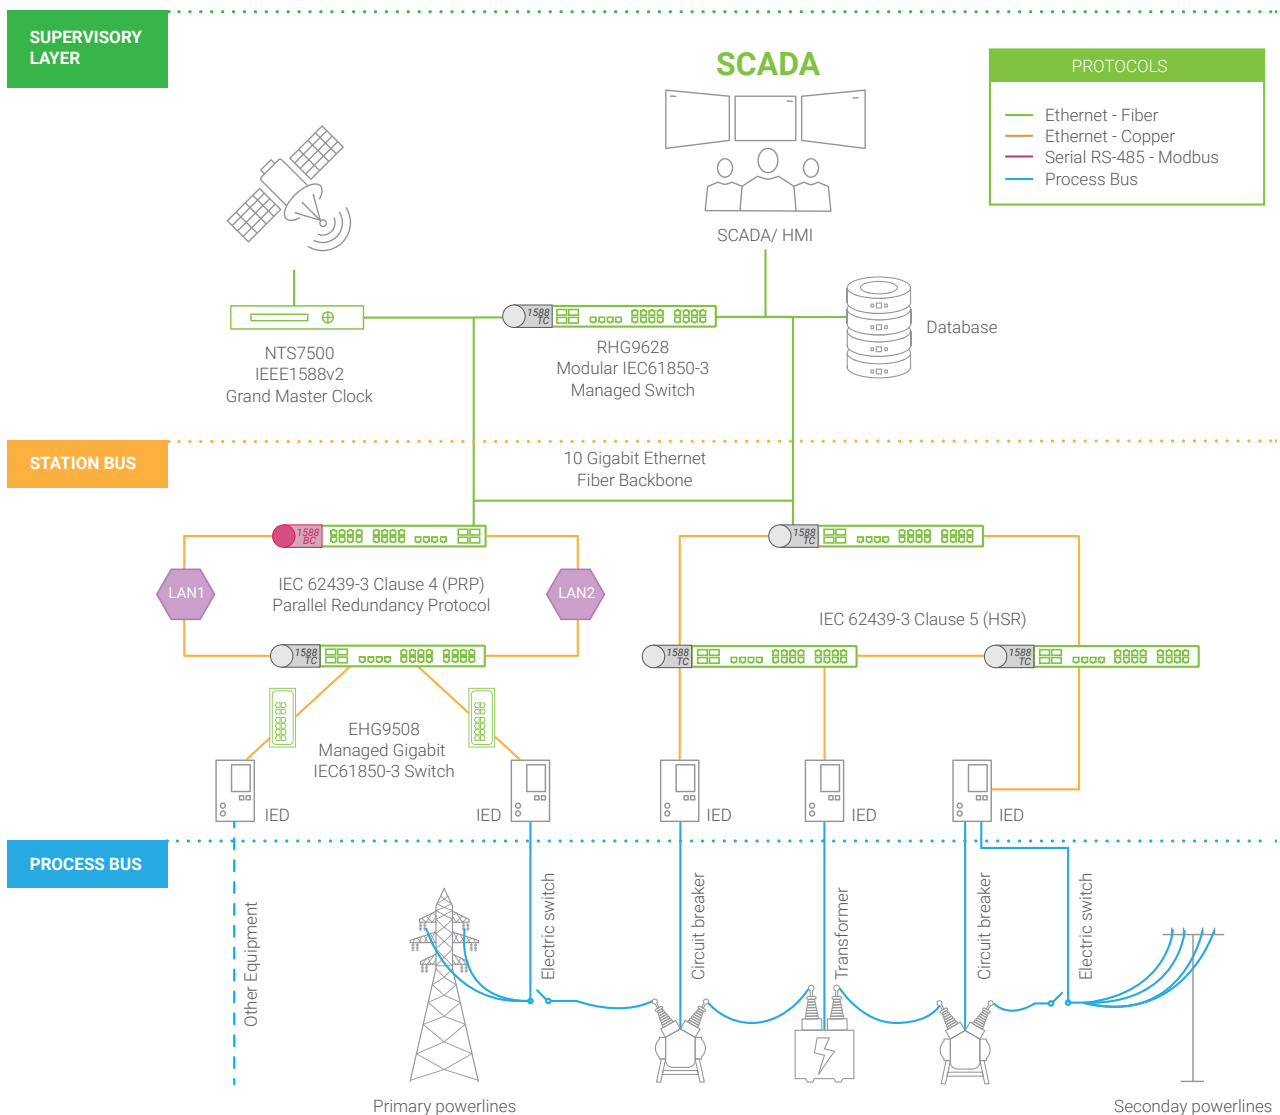 SUPERVISORY
LAYER
SCADA
PROTOCOLS
Ethernet - Fiber
Ethernet - Copper
Serial RS-485 - Modbus
Process Bus
SCADA/ HMI
1588
TC
NTS7500
IEEE1588v2
Grand Master Clock
RHG9628
Modular IEC61850-3
Managed Switch
Database
STATION BUS
10 Gigabit Ethernet
Fiber Backbone
1588
BC
1588
TC
LAN1
IEC 62439-3 Clause 4 (PRP)
Parallel Redundancy Protocol
LAN2
IEC 62439-3 Clause 5 (HSR)
1588
TC
1588
TC
1588
TC
EHG9508
Managed Gigabit
IEC61850-3 Switch
IED
IED
IED
IED
IED
PROCESS BUS
Other Equipment
Electric switch
Circuit breaker
Transformer
Circuit breaker
Electric switch
Primary powerlines
Seconday powerlines